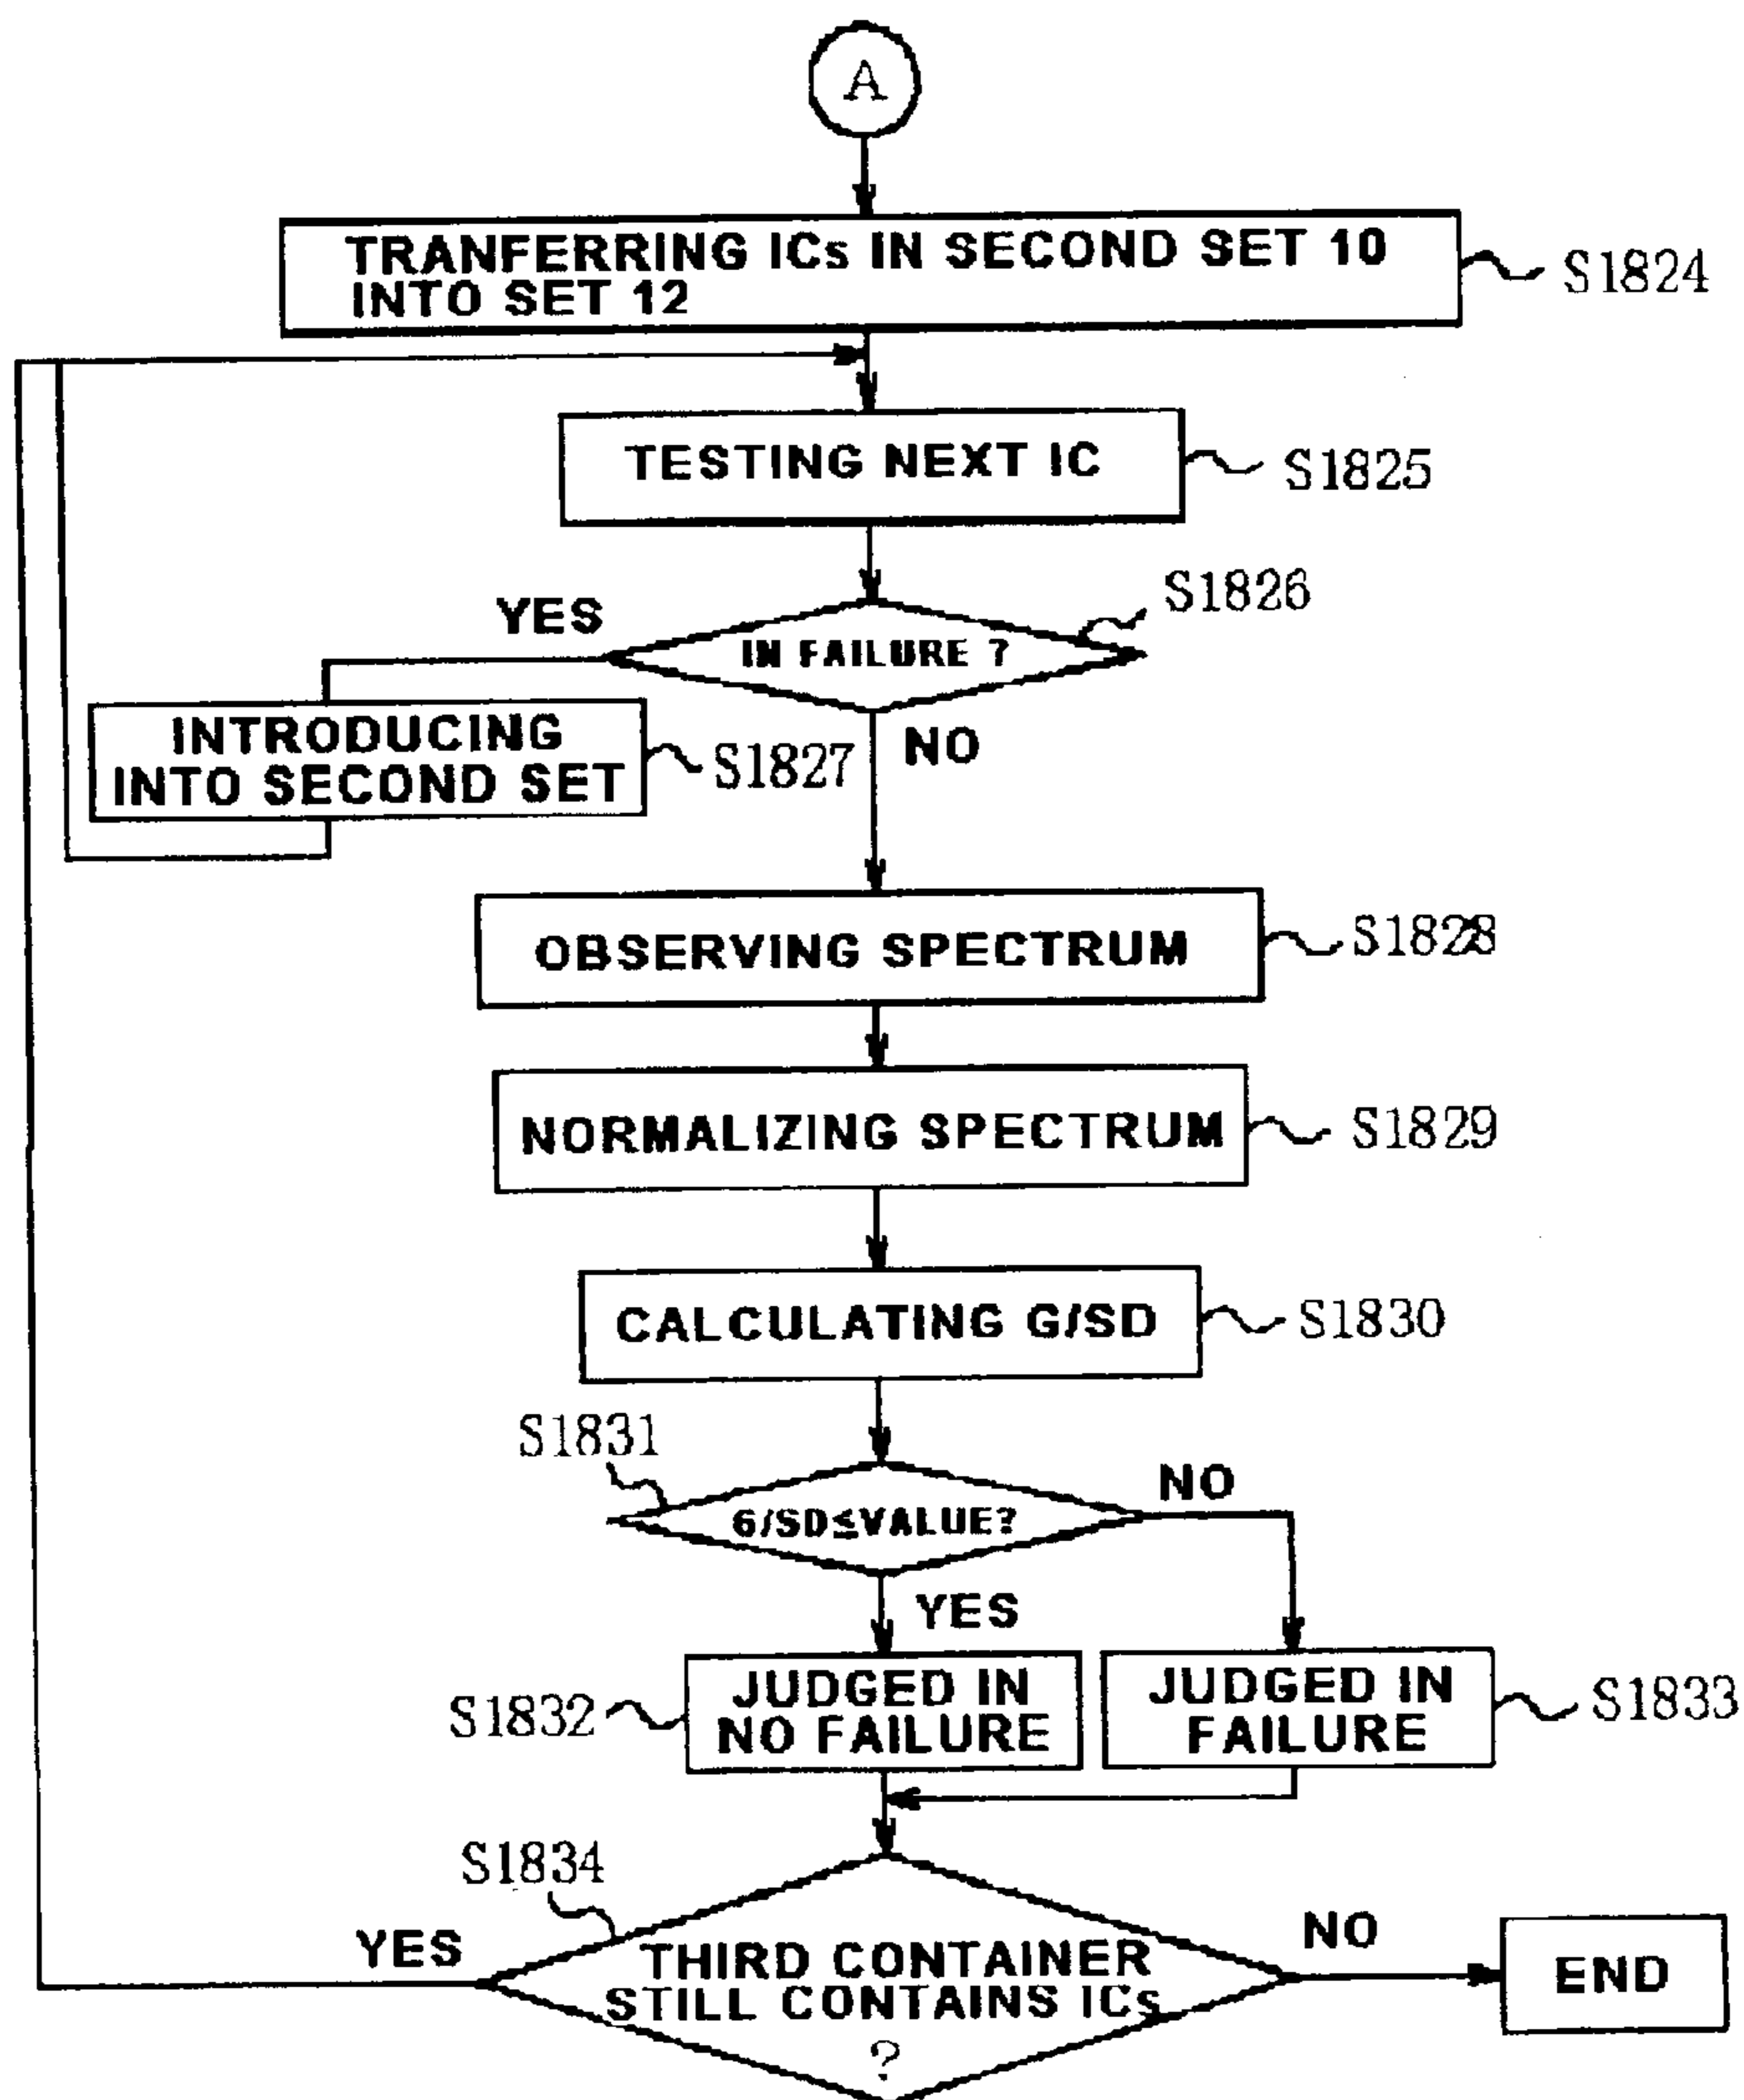 A
TRANFERRING ICs IN SECOND SET 10
INTO SET 12
S1824
TESTING NEXT IC
S1825
S1826
YES
IN FAILURE ?
NO
INTRODUCING
INTO SECOND SET
S1827
OBSERVING SPECTRUM
S1828
NORMALIZING SPECTRUM
S1829
CALCULATING G/SD
S1830
S1831
NO
G/SD≤VALUE?
YES
S1832
JUDGED IN
NO FAILURE
JUDGED IN
FAILURE
S1833
S1834
YES
THIRD CONTAINER
STILL CONTAINS ICs
?
NO
END